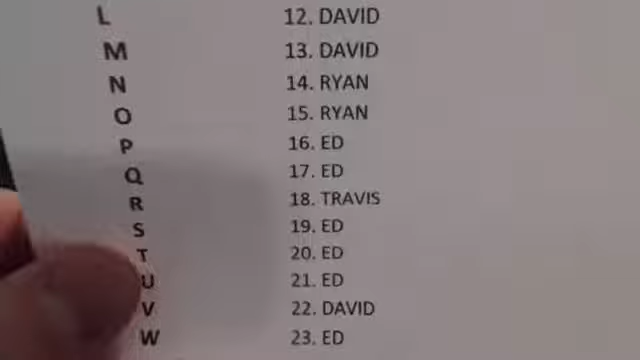 L 12. DAVID
M 13. DAVID
N 14. RYAN
O 15. RYAN
P 16. ED
Q 17. ED
R 18. TRAVIS
S 19. ED
T 20. ED
U 21. ED
V 22. DAVID
W 23. ED